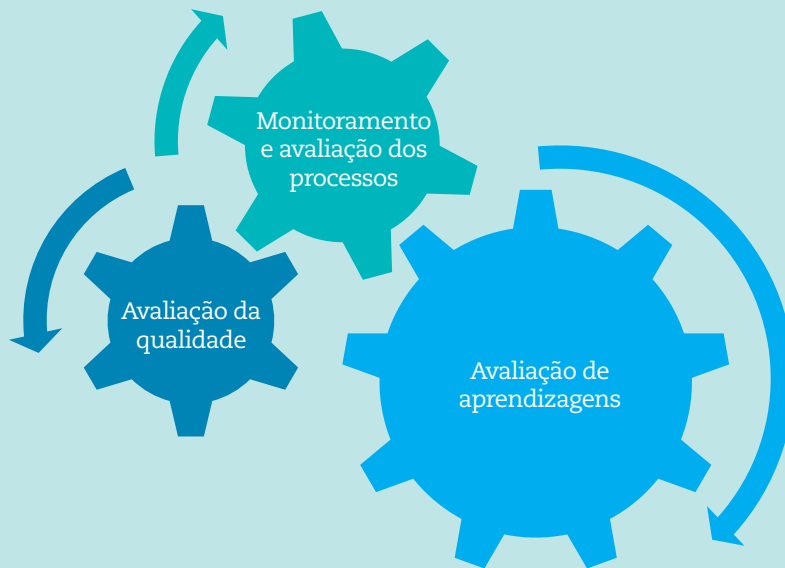 Monitoramento
e avaliação dos
processos
Avaliação da
qualidade
Avaliação de
aprendizagens